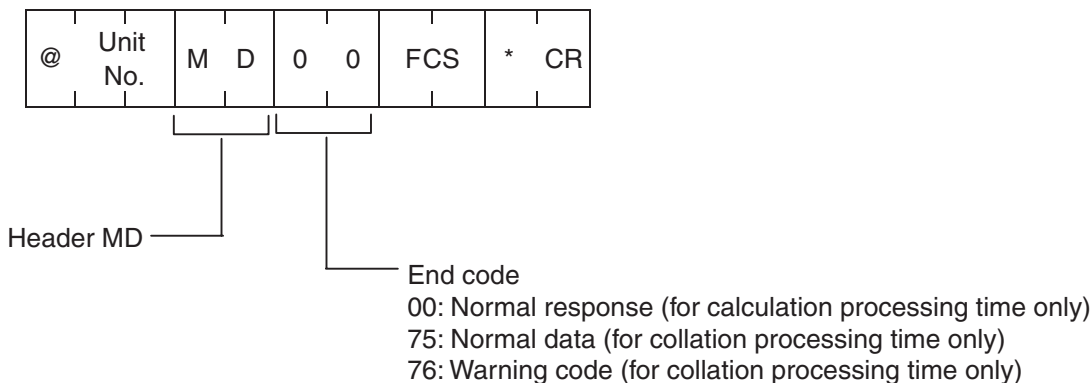 @ Unit No. M D 0 0 FCS * CR
Header MD
End code
00: Normal response (for calculation processing time only)
75: Normal data (for collation processing time only)
76: Warning code (for collation processing time only)